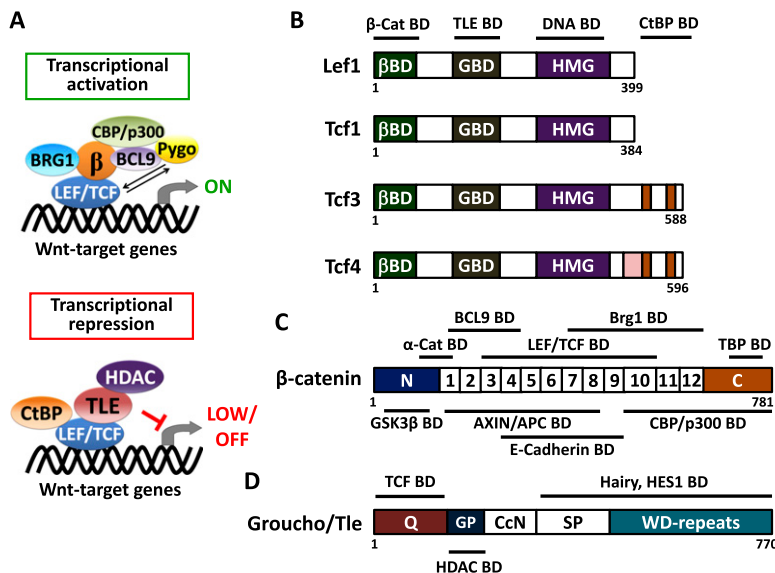 A
Transcriptional
activation
CBP/p300
BRG1
β
BCL9
Pygo
LEF/TCF
ON
Wnt-target genes
Transcriptional
repression
HDAC
CtBP
TLE
LEF/TCF
LOW/
OFF
Wnt-target genes
B
β-Cat BD TLE BD DNA BD CtBP BD
Lef1 βBD GBD HMG
1 399
Tcf1 βBD GBD HMG
1 384
Tcf3 βBD GBD HMG
1 588
Tcf4 βBD GBD HMG
1 596
C
BCL9 BD Brg1 BD
α-Cat BD LEF/TCF BD TBP BD
β-catenin N 1 2 3 4 5 6 7 8 9 10 11 12 C
1 781
GSK3β BD AXIN/APC BD CBP/p300 BD
E-Cadherin BD
D
TCF BD Hairy, HES1 BD
Groucho/Tle Q GP CcN SP WD-repeats
1 770
HDAC BD